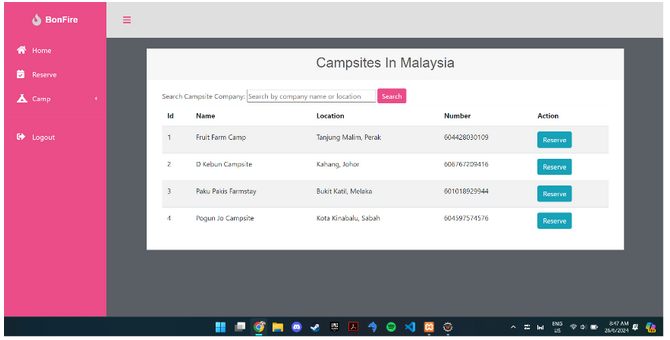 BonFire
Home
Reserve
Camp
Logout
Campsites In Malaysia
Search Campsite Company: Search by company name or location Search
Id Name Location Number Action
1 Fruit Farm Camp Tanjung Malim, Perak 604428030109 Reserve
2 D Kebun Campsite Kahang, Johor 606767209416 Reserve
3 Paku Pakis Farmstay Bukit Katil, Melaka 601018929944 Reserve
4 Pogun Jo Campsite Kota Kinabalu, Sabah 604597574576 Reserve
ENG
US
8:47 AM
26/6/2024